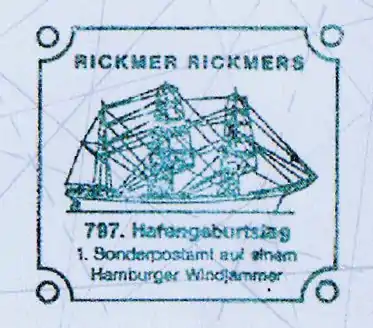 RICKMER RICKMERS
797. Hafengeburtstag
1. Sonderpostamt auf einem
Hamburger Windjammer